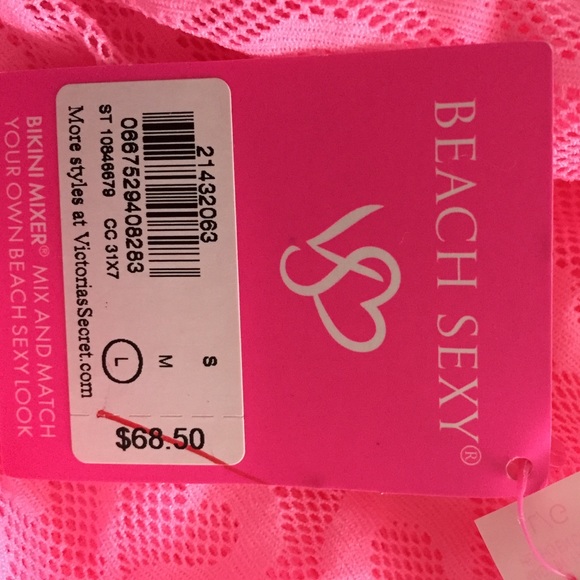 BEACH SEXY®
21432063
0667529408283
ST 10846679 CC 31X7
More styles at VictoriasSecret.com
S
M
L
$68.50
BIKINI MIXER® MIX AND MATCH
YOUR OWN BEACH SEXY LOOK